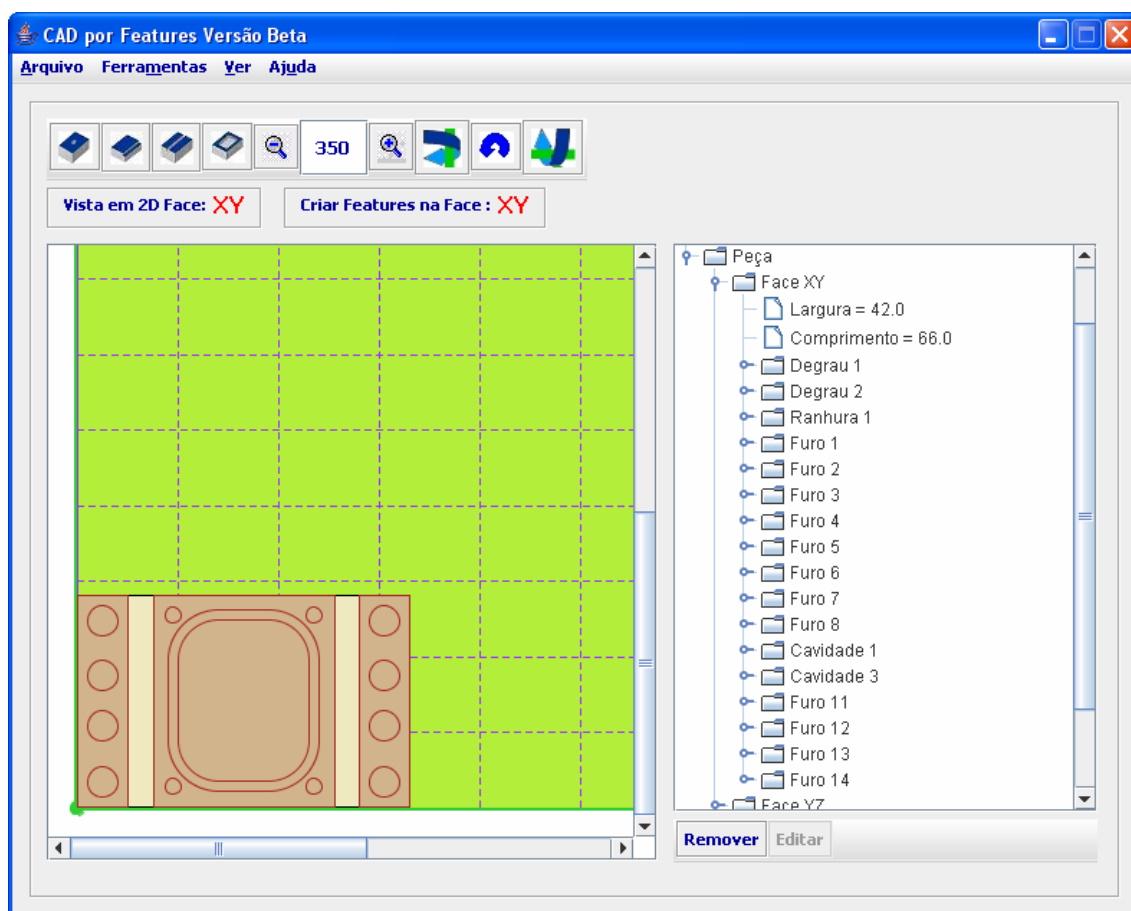 CAD por Features Versão Beta
Arquivo Ferramentas Ver Ajuda
350
Vista em 2D Face: XY Criar Features na Face : XY
Peça
Face XY
Largura = 42.0
Comprimento = 66.0
Degrau 1
Degrau 2
Ranhura 1
Furo 1
Furo 2
Furo 3
Furo 4
Furo 5
Furo 6
Furo 7
Furo 8
Cavidade 1
Cavidade 3
Furo 11
Furo 12
Furo 13
Furo 14
Face YZ
Remover Editar